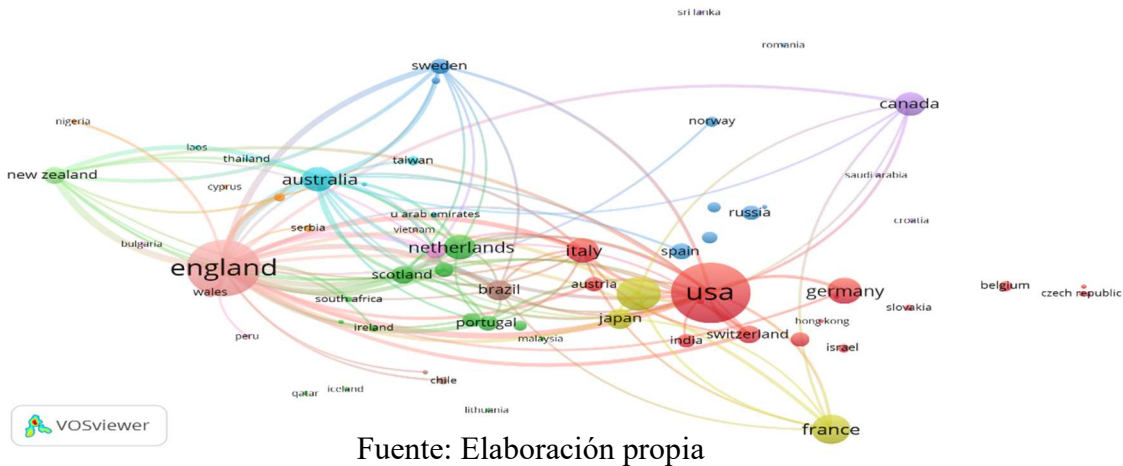 sri lanka
romania
sweden
canada
nigeria
norway
laos
thailand
taiwan
new zealand
australia
saudi arabia
cyprus
u arab emirates
russia
croatia
serbia
vietnam
bulgaria
netherlands
italy
spain
england
scotland
wales
brazil
austria
usa
germany
belgium
czech republic
south africa
slovakia
portugal
japan
hong kong
ireland
peru
malaysia
india
switzerland
israel
chile
qatar
iceland
lithuania
france
VOSviewer
Fuente: Elaboración propia